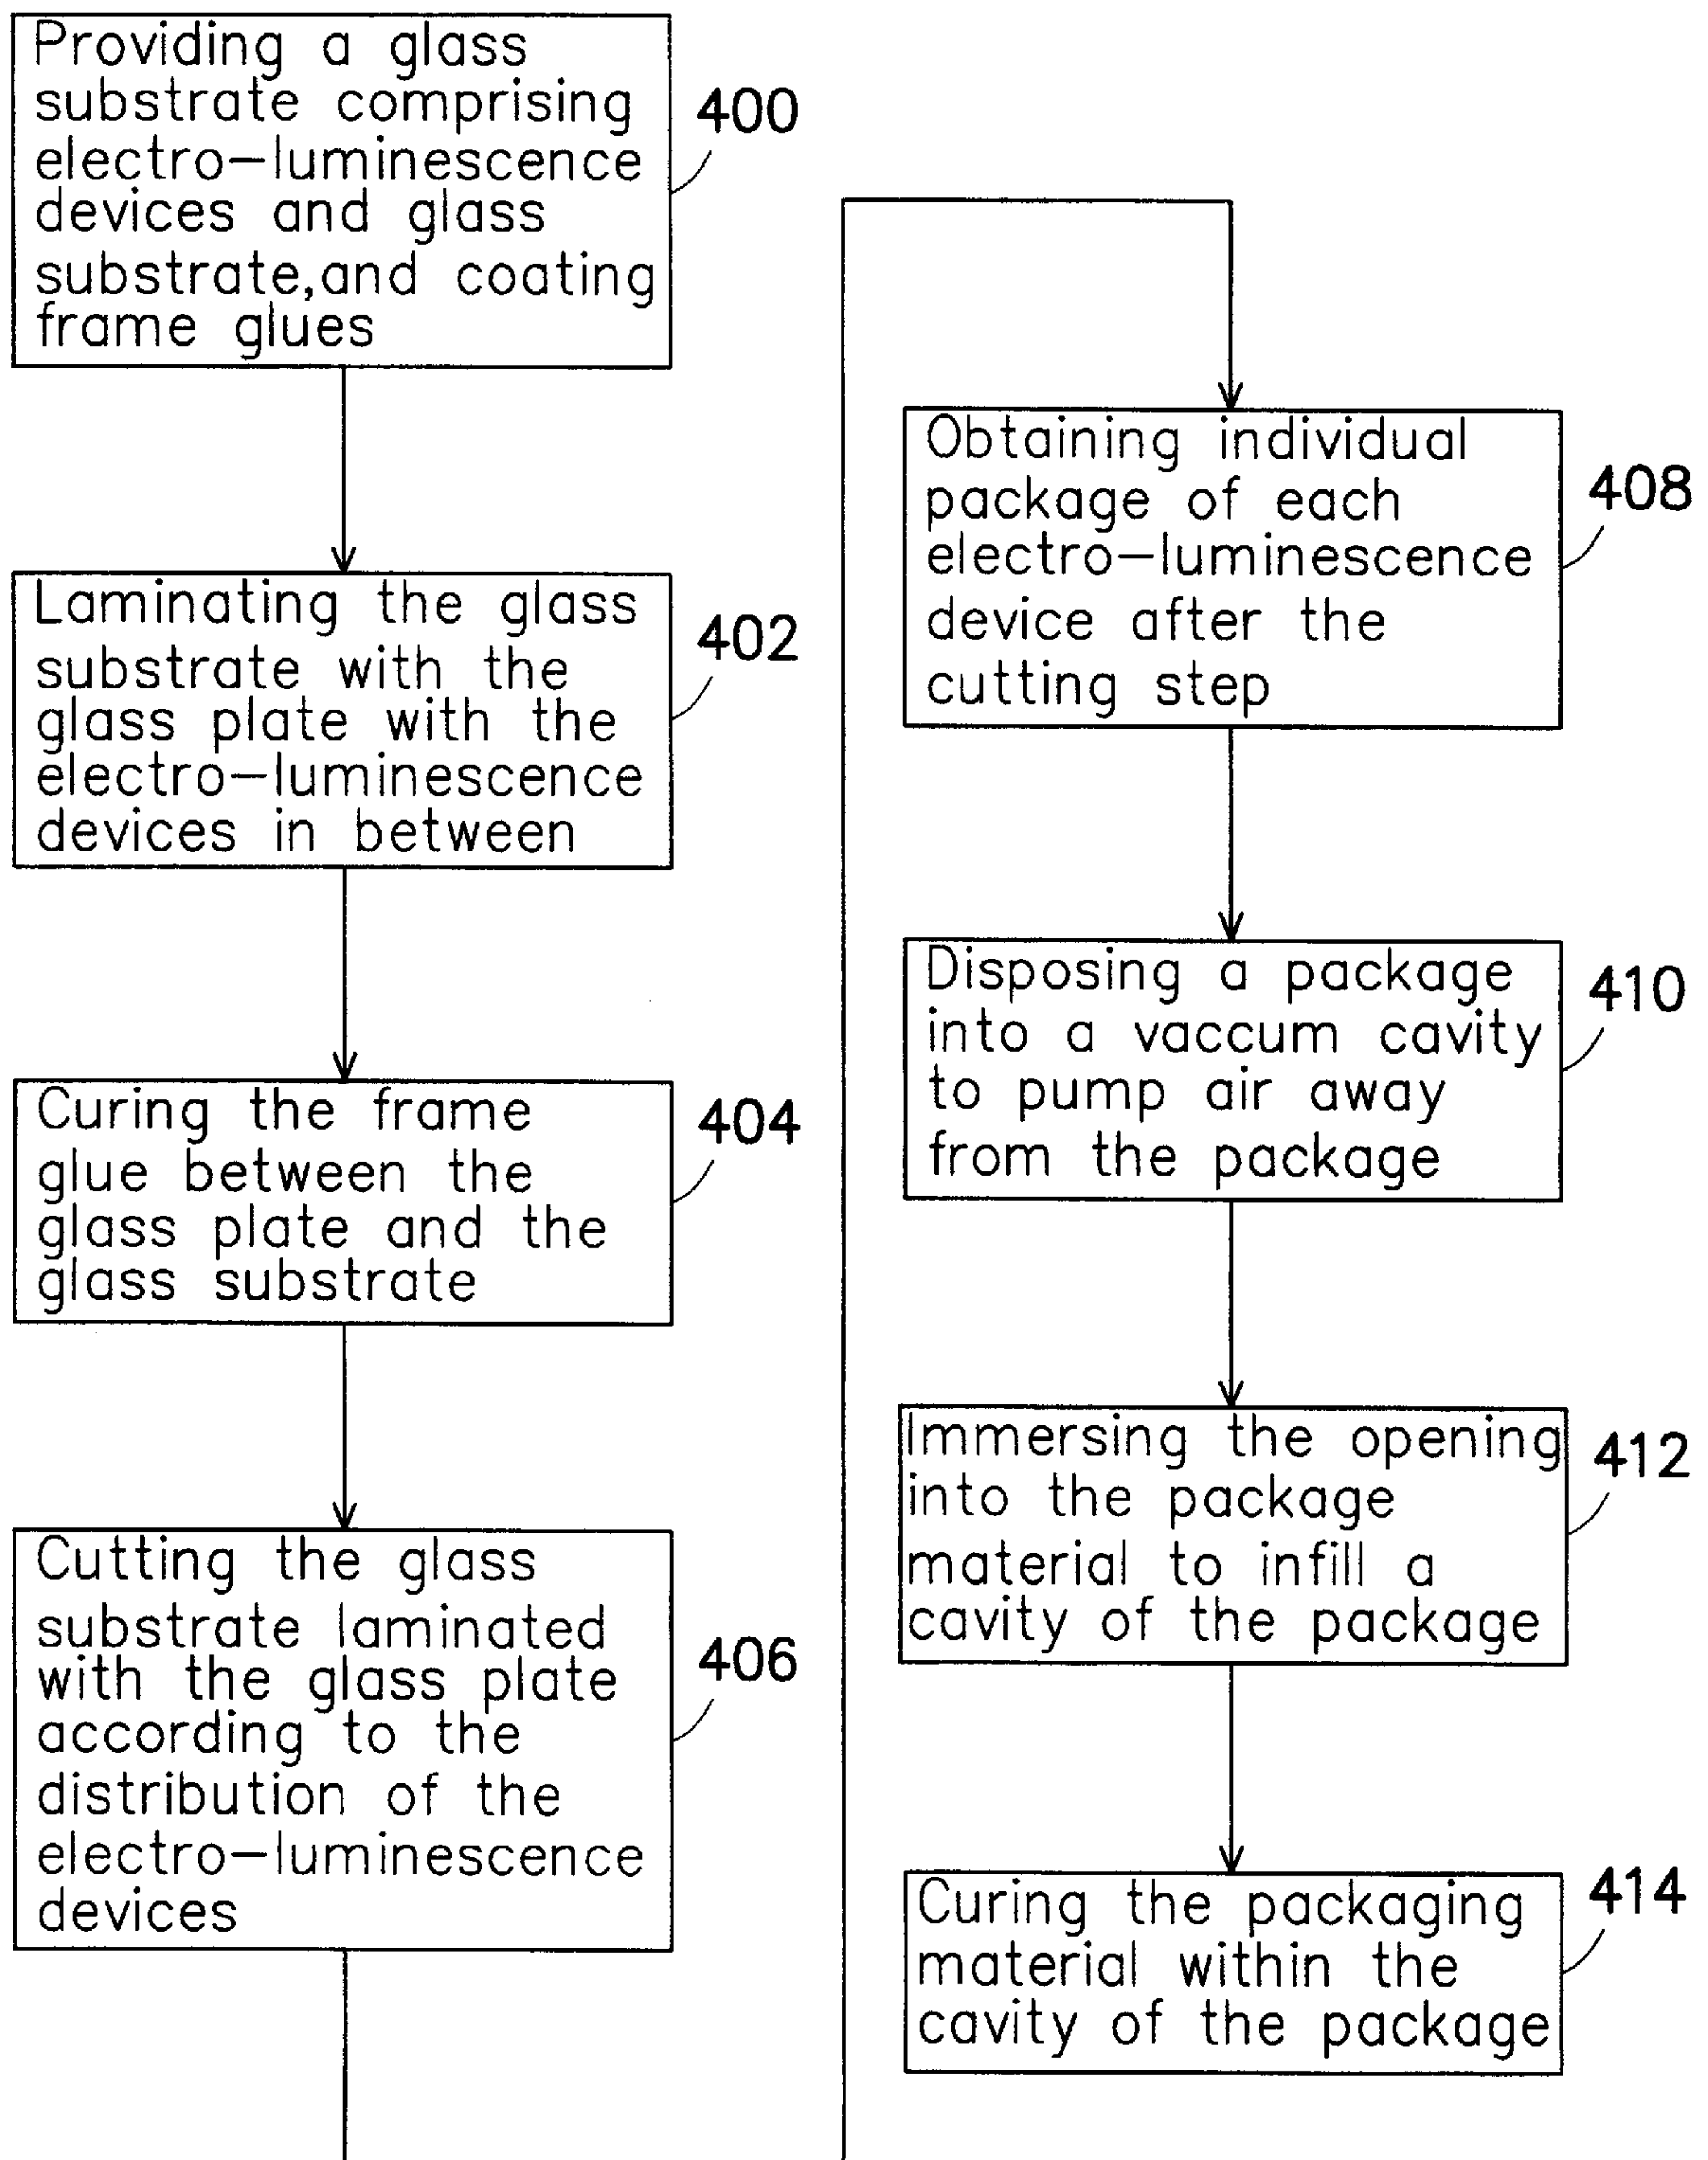 Providing a glass
substrate comprising
electro-luminescence
devices and glass
substrate,and coating
frame glues
400
Laminating the glass
substrate with the
glass plate with the
electro-luminescence
devices in between
402
Curing the frame
glue between the
glass plate and the
glass substrate
404
Cutting the glass
substrate laminated
with the glass plate
according to the
distribution of the
electro-luminescence
devices
406
Obtaining individual
package of each
electro-luminescence
device after the
cutting step
408
Disposing a package
into a vaccum cavity
to pump air away
from the package
410
Immersing the opening
into the package
material to infill a
cavity of the package
412
Curing the packaging
material within the
cavity of the package
414